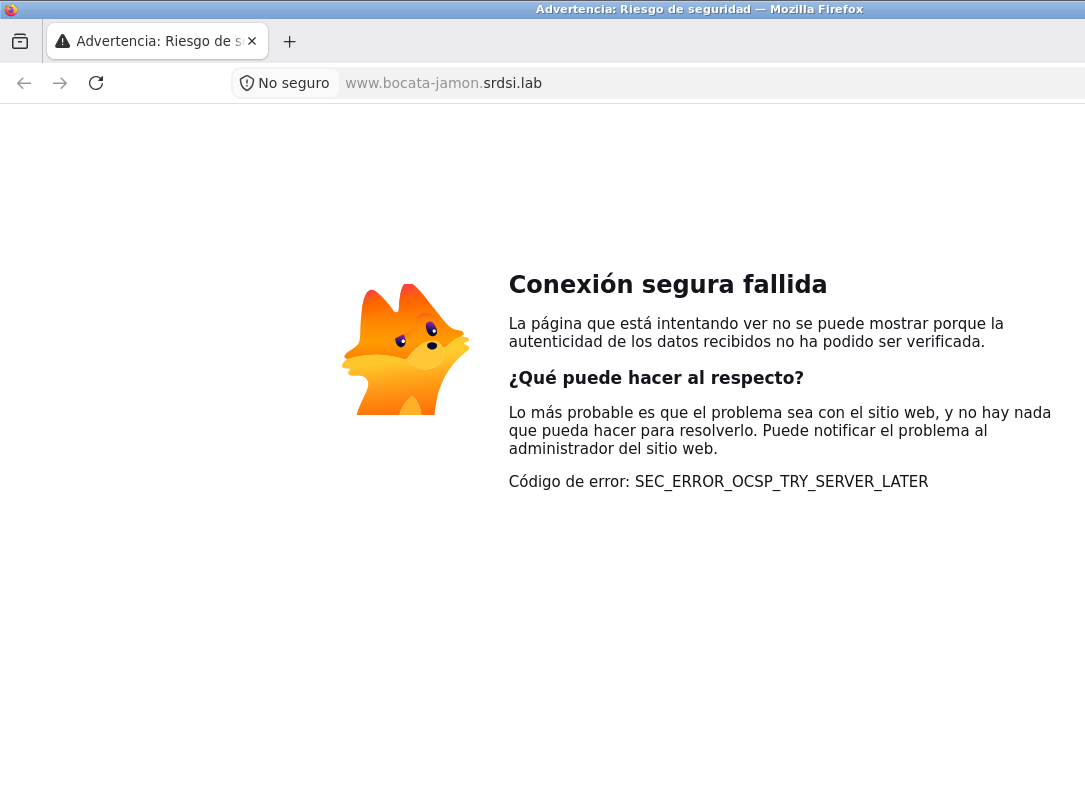 Advertencia: Riesgo de seguridad — Mozilla Firefox
Advertencia: Riesgo de s
No seguro www.bocata-jamon.srdsi.lab
Conexión segura fallida
La página que está intentando ver no se puede mostrar porque la
autenticidad de los datos recibidos no ha podido ser verificada.
¿Qué puede hacer al respecto?
Lo más probable es que el problema sea con el sitio web, y no hay nada
que pueda hacer para resolverlo. Puede notificar el problema al
administrador del sitio web.
Código de error: SEC_ERROR_OCSP_TRY_SERVER_LATER